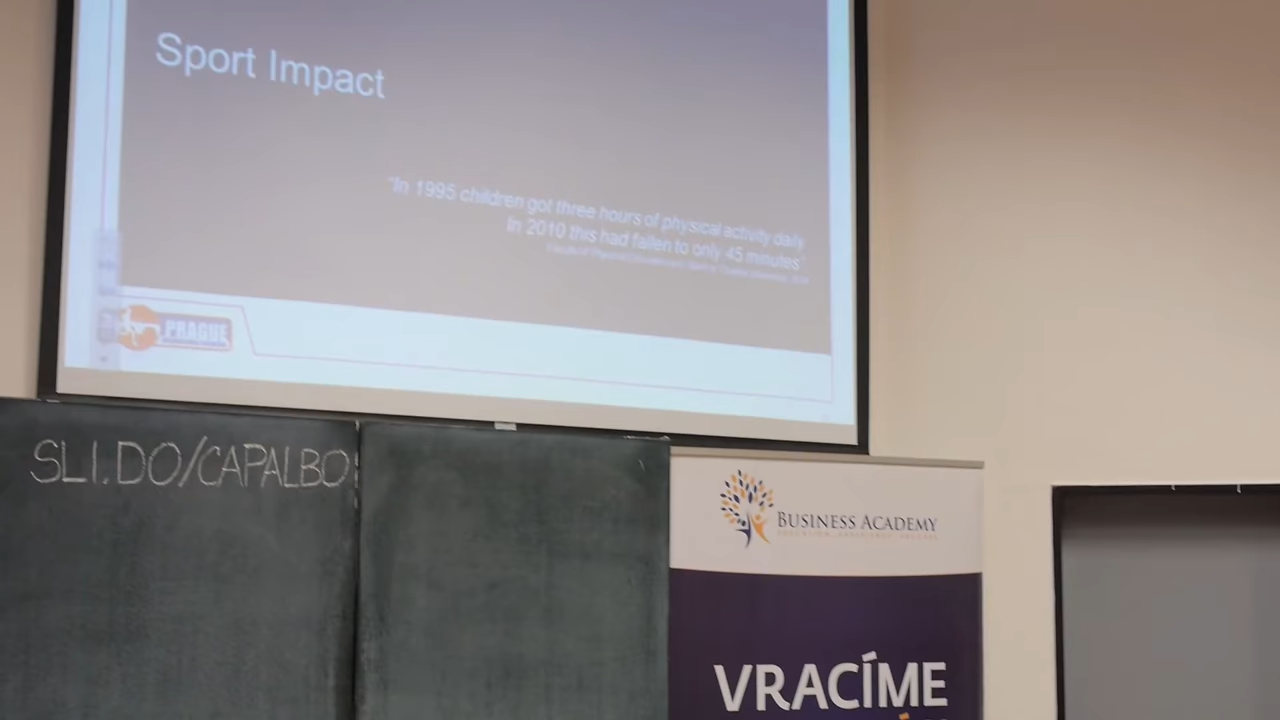 Sport Impact
"In 1995 children got three hours of physical activity daily
In 2010 this had fallen to only 45 minutes"
PRAGUE
SLI.DO/CAPALBO
BUSINESS ACADEMY
VRACÍME